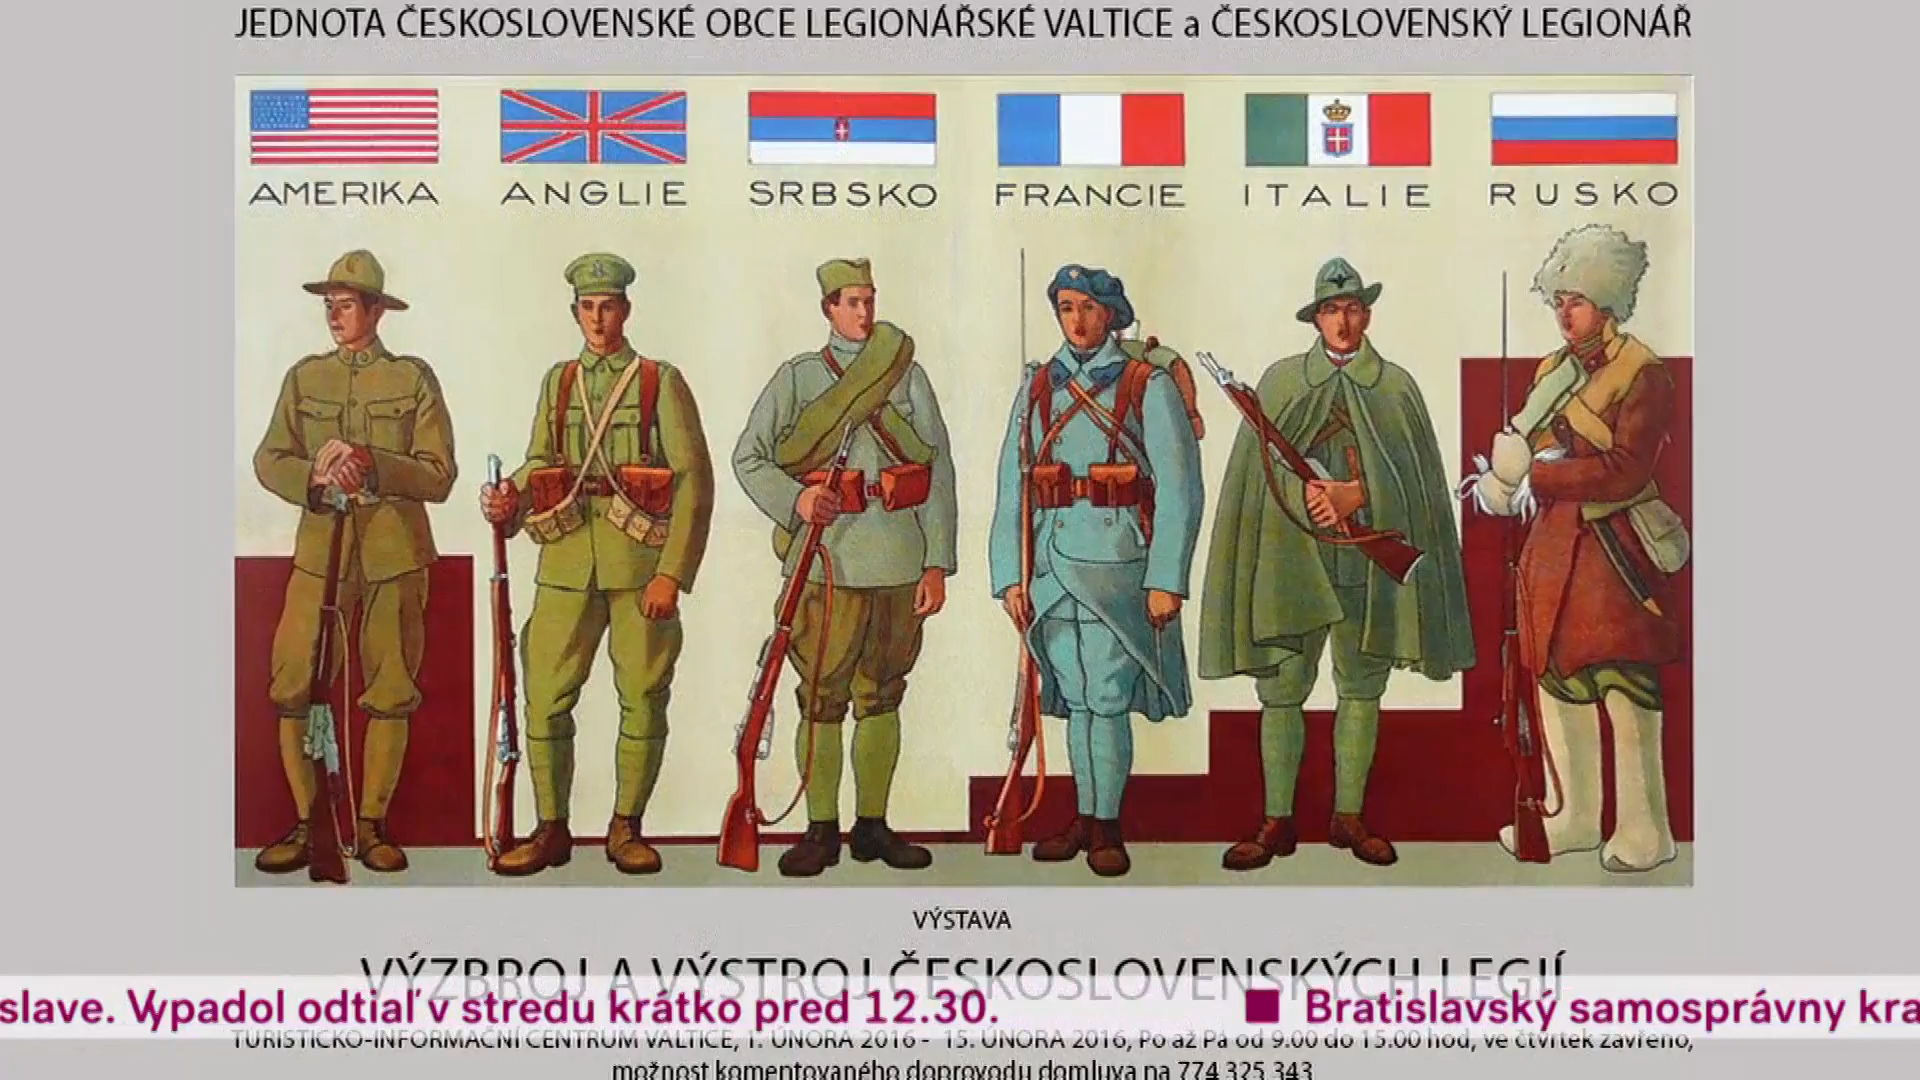 JEDNOTA ČESKOSLOVENSKÉ OBCE LEGIONÁŘSKÉ VALTICE a ČESKOSLOVENSKÝ LEGIONÁŘ
AMERIKA ANGLIE SRBSKO FRANCIE ITALIE RUSKO
VÝSTAVA
VÝZBROJ A VÝSTROJ ČESKOSLOVENSKÝCH LEGIÍ
slave. Vypadol odtiaľ v stredu krátko pred 12.30. Bratislavský samosprávny kra
TURISTICKO-INFORMAČNÍ CENTRUM VALTICE, 1. ÚNORA 2016 - 15. ÚNORA 2016, Po až Pá od 9.00 do 15.00 hod, ve čtvrtek zavřeno,
možnost komentovaného doprovodu domluva na 774 325 343